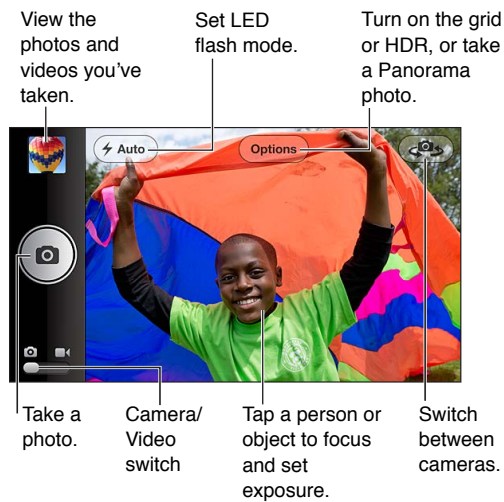 View the
photos and
videos you've
taken.
Set LED
flash mode.
Turn on the grid
or HDR, or take
a Panorama
photo.
Auto
Options
Take a
photo.
Camera/
Video
switch
Tap a person or
object to focus
and set
exposure.
Switch
between
cameras.